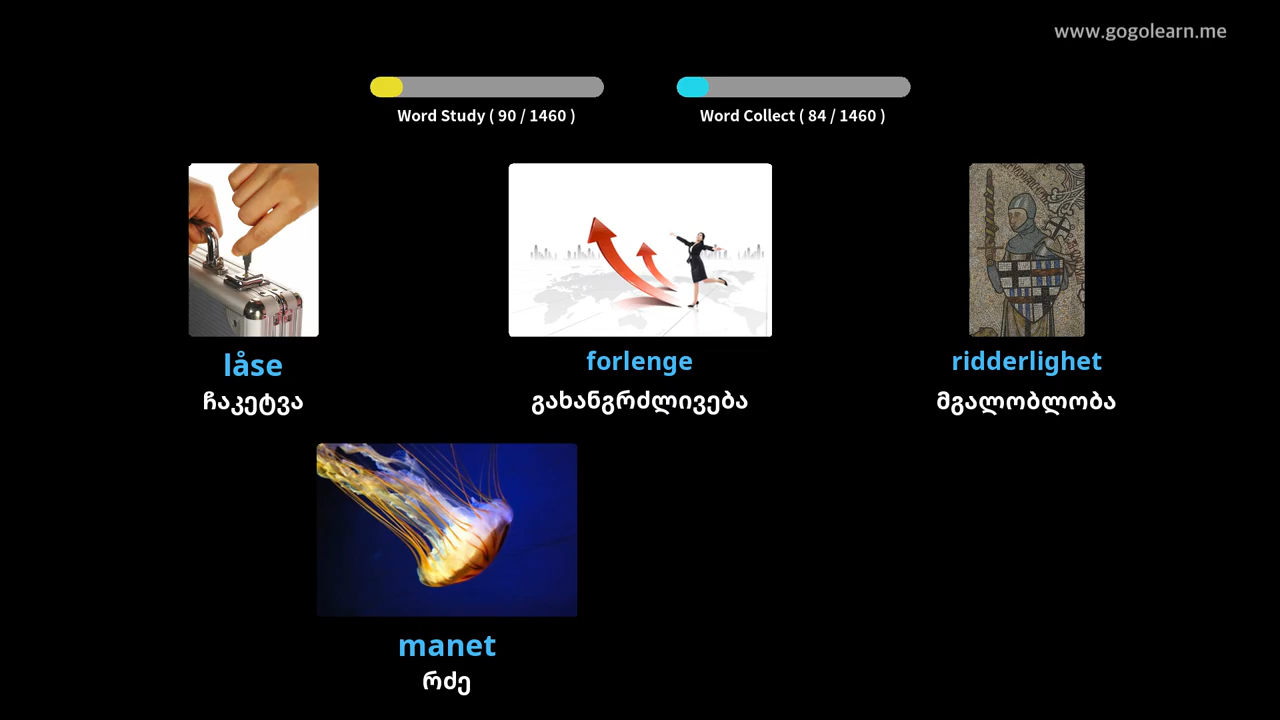 www.gogolearn.me
Word Study ( 90 / 1460 )
Word Collect ( 84 / 1460 )
låse
forlenge
ridderlighet
ჩაკეტვა
გახანგრძლივება
მგალობლობა
manet
რძე